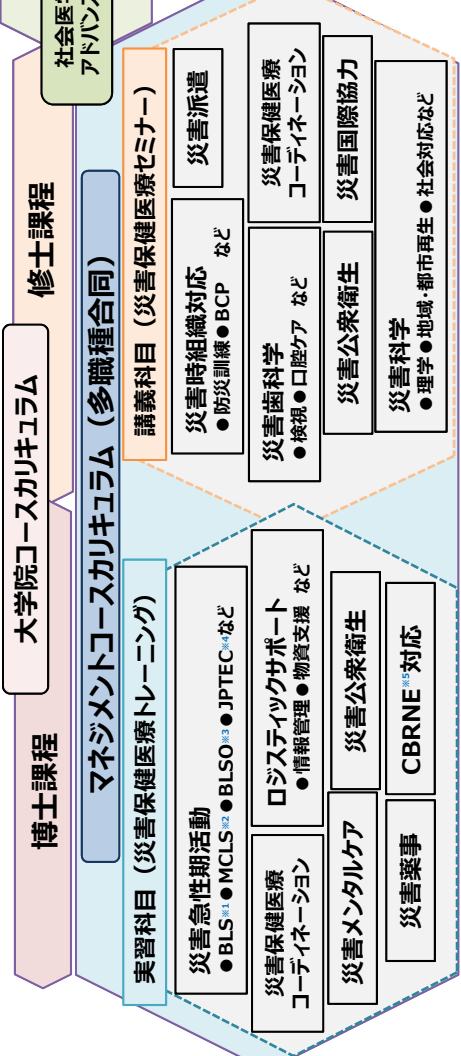 大学院コースカリキュラム
博士課程
修士課程
社会医学
アドバンス
マネジメントコースカリキュラム（多職種合同）
実習科目（災害保健医療トレーニング）
災害急性期活動
●BLS※1●MCLS※2●BLSO※3●JPTEC※4など
災害保健医療
コーディネーション
ロジスティックサポート
●情報管理●物資支援 など
災害メンタルケア
災害公衆衛生
災害薬事
CBRNE※5対応
講義科目（災害保健医療セミナー）
災害時組織対応
●防災訓練●BCP など
災害派遣
災害歯科学
●検視●口腔ケア など
災害保健医療
コーディネーション
災害公衆衛生
災害国際協力
災害科学
●理学●地域・都市再生●社会対応など